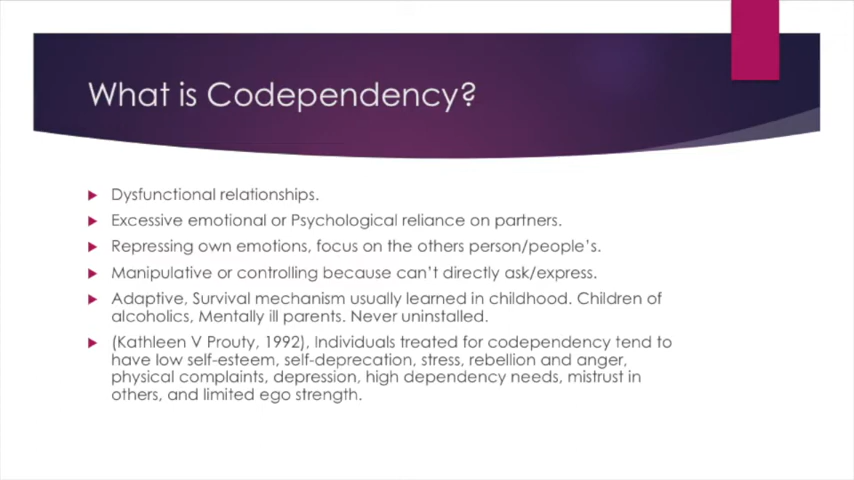 What is Codependency?
Dysfunctional relationships.
Excessive emotional or Psychological reliance on partners.
Repressing own emotions, focus on the others person/people's.
Manipulative or controlling because can't directly ask/express.
Adaptive, Survival mechanism usually learned in childhood. Children of
alcoholics, Mentally ill parents. Never uninstalled.
(Kathleen V Prouty, 1992), Individuals treated for codependency tend to
have low self-esteem, self-deprecation, stress, rebellion and anger,
physical complaints, depression, high dependency needs, mistrust in
others, and limited ego strength.